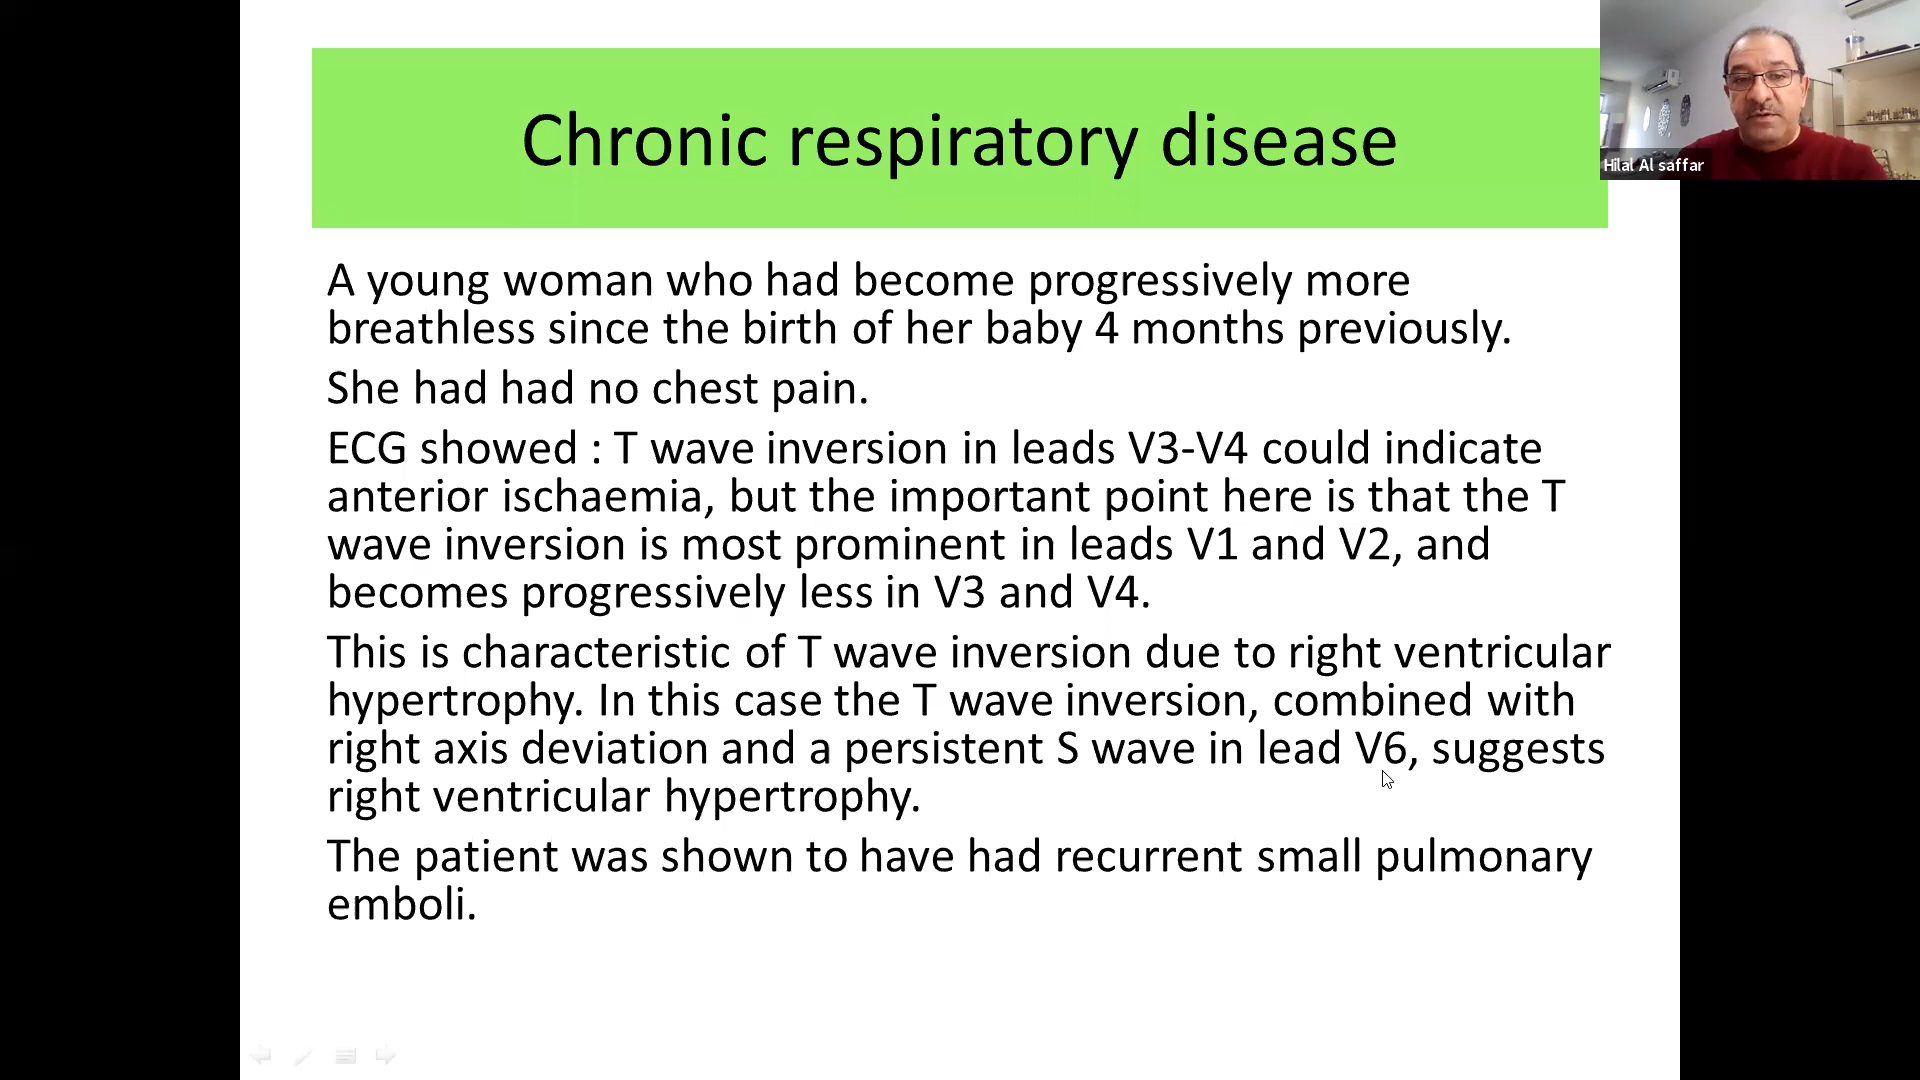 Chronic respiratory disease
Hilal Al saffar
A young woman who had become progressively more
breathless since the birth of her baby 4 months previously.
She had had no chest pain.
ECG showed : T wave inversion in leads V3-V4 could indicate
anterior ischaemia, but the important point here is that the T
wave inversion is most prominent in leads V1 and V2, and
becomes progressively less in V3 and V4.
This is characteristic of T wave inversion due to right ventricular
hypertrophy. In this case the T wave inversion, combined with
right axis deviation and a persistent S wave in lead V6, suggests
right ventricular hypertrophy.
The patient was shown to have had recurrent small pulmonary
emboli.